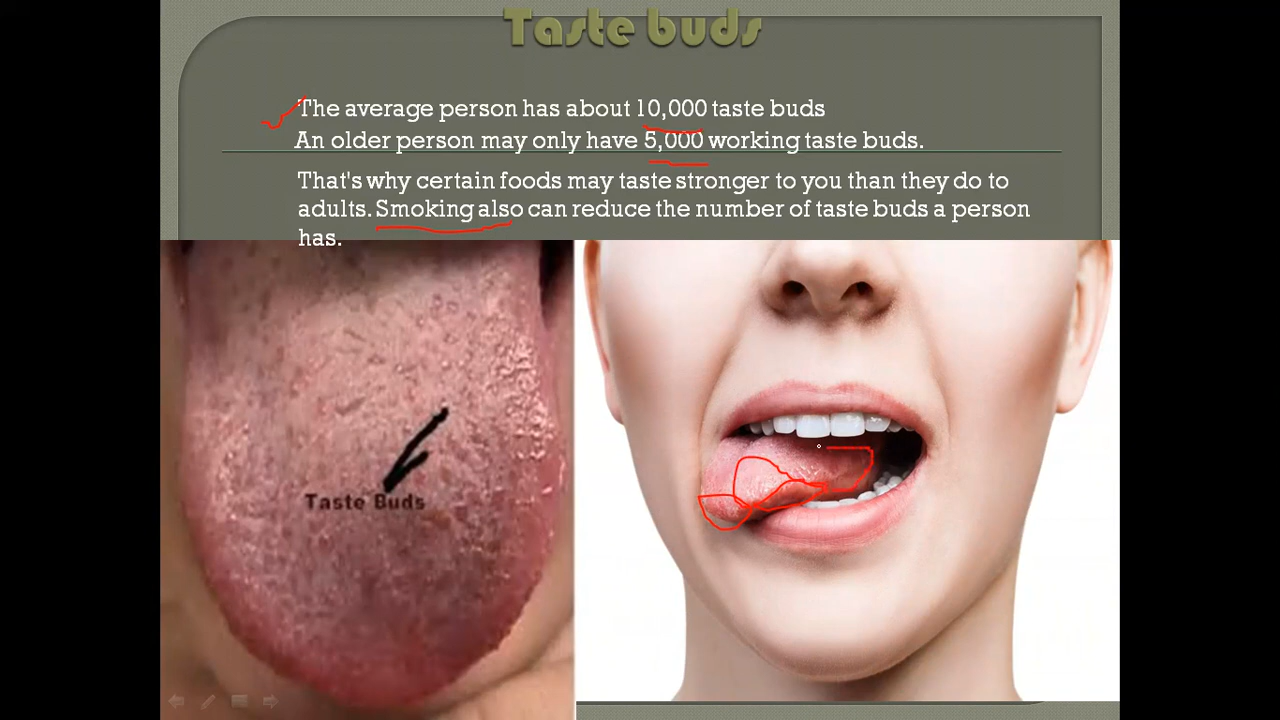 Taste buds
The average person has about 10,000 taste buds
An older person may only have 5,000 working taste buds.
That's why certain foods may taste stronger to you than they do to
adults. Smoking also can reduce the number of taste buds a person
has.
Taste Buds